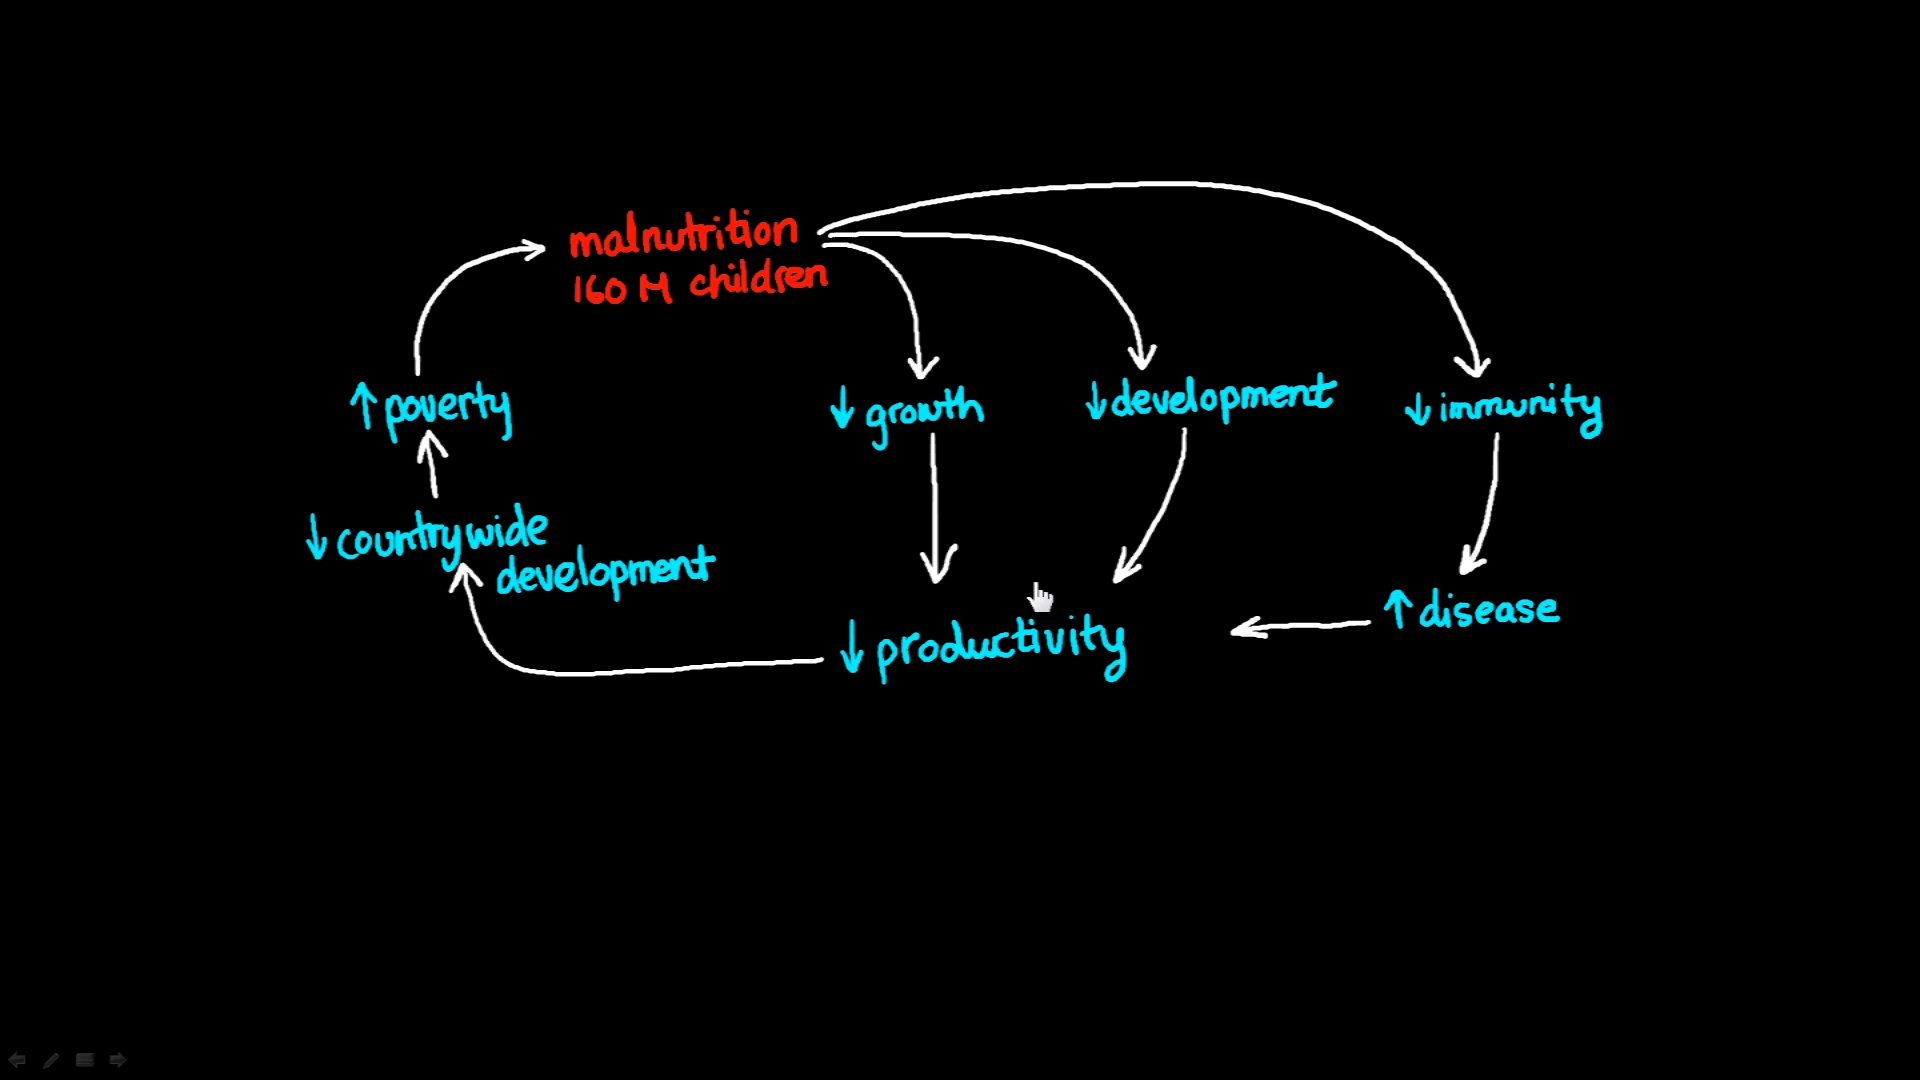 malnutrition
160 M children
↑ poverty
↓ growth
↓ development
↓ immunity
↓ countrywide
development
↑ disease
↓ productivity